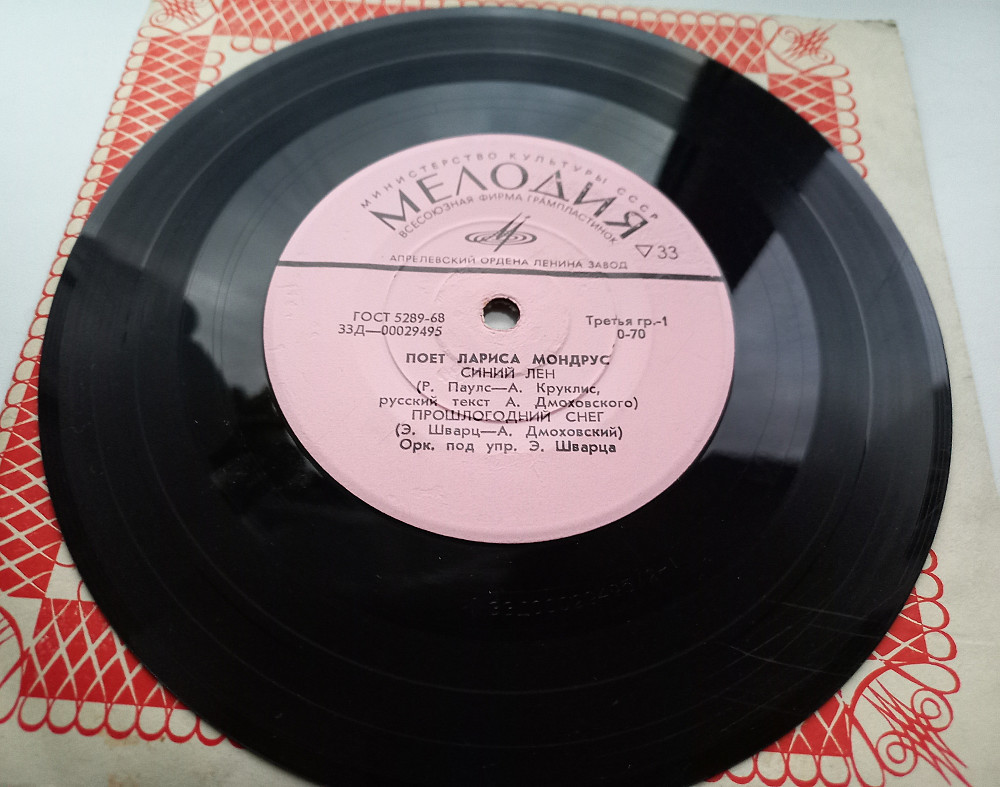 МИНИСТЕРСТВО КУЛЬТУРЫ СССР
МЕЛОДИЯ
ВСЕСОЮЗНАЯ ФИРМА ГРАМПЛАСТИНОК
▽33
АПРЕЛЕВСКИЙ ОРДЕНА ЛЕНИНА ЗАВОД
ГОСТ 5289-68 Третья гр.-1
33Д—00029495 0-70
ПОЕТ ЛАРИСА МОНДРУС
СИНИЙ ЛЕН
(Р. Паулс—А. Круклис,
русский текст А. Дмоховского)
ПРОШЛОГОДНИЙ СНЕГ
(Э. Шварц—А. Дмоховский)
Орк. под упр. Э. Шварца